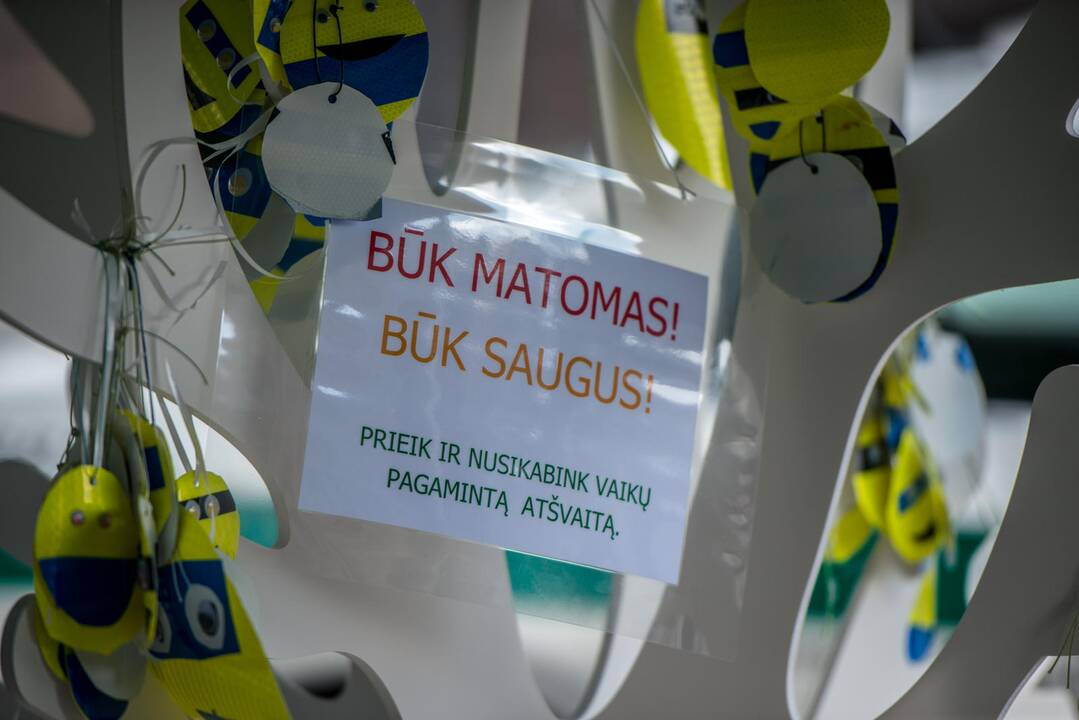 BŪK MATOMAS!
BŪK SAUGUS!
PRIEIK IR NUSIKABINK VAIKŲ
PAGAMINTĄ ATŠVAITĄ.